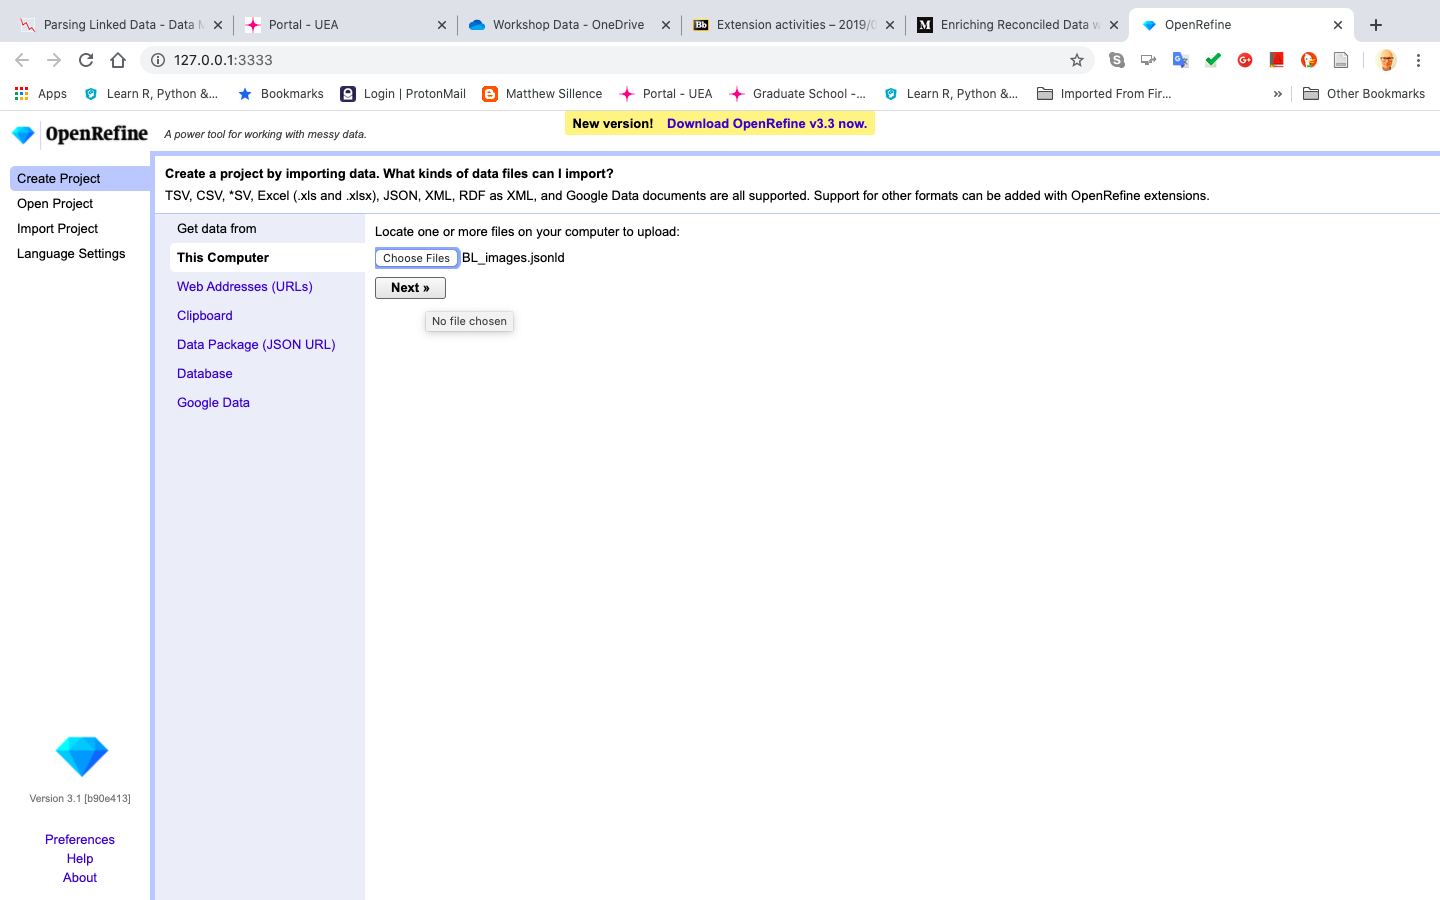 Parsing Linked Data - Data M
Portal - UEA
Workshop Data - OneDrive
Bb Extension activities – 2019/0
M Enriching Reconciled Data w
OpenRefine
127.0.0.1:3333
Apps
Learn R, Python &...
Bookmarks
Login | ProtonMail
Matthew Sillence
Portal - UEA
Graduate School -...
Learn R, Python &...
Imported From Fir...
»
Other Bookmarks
OpenRefine
A power tool for working with messy data.
New version! Download OpenRefine v3.3 now.
Create Project
Open Project
Import Project
Language Settings
Create a project by importing data. What kinds of data files can I import?
TSV, CSV, *SV, Excel (.xls and .xlsx), JSON, XML, RDF as XML, and Google Data documents are all supported. Support for other formats can be added with OpenRefine extensions.
Get data from
This Computer
Web Addresses (URLs)
Clipboard
Data Package (JSON URL)
Database
Google Data
Locate one or more files on your computer to upload:
Choose Files BL_images.jsonld
Next »
No file chosen
Version 3.1 [b90e413]
Preferences
Help
About